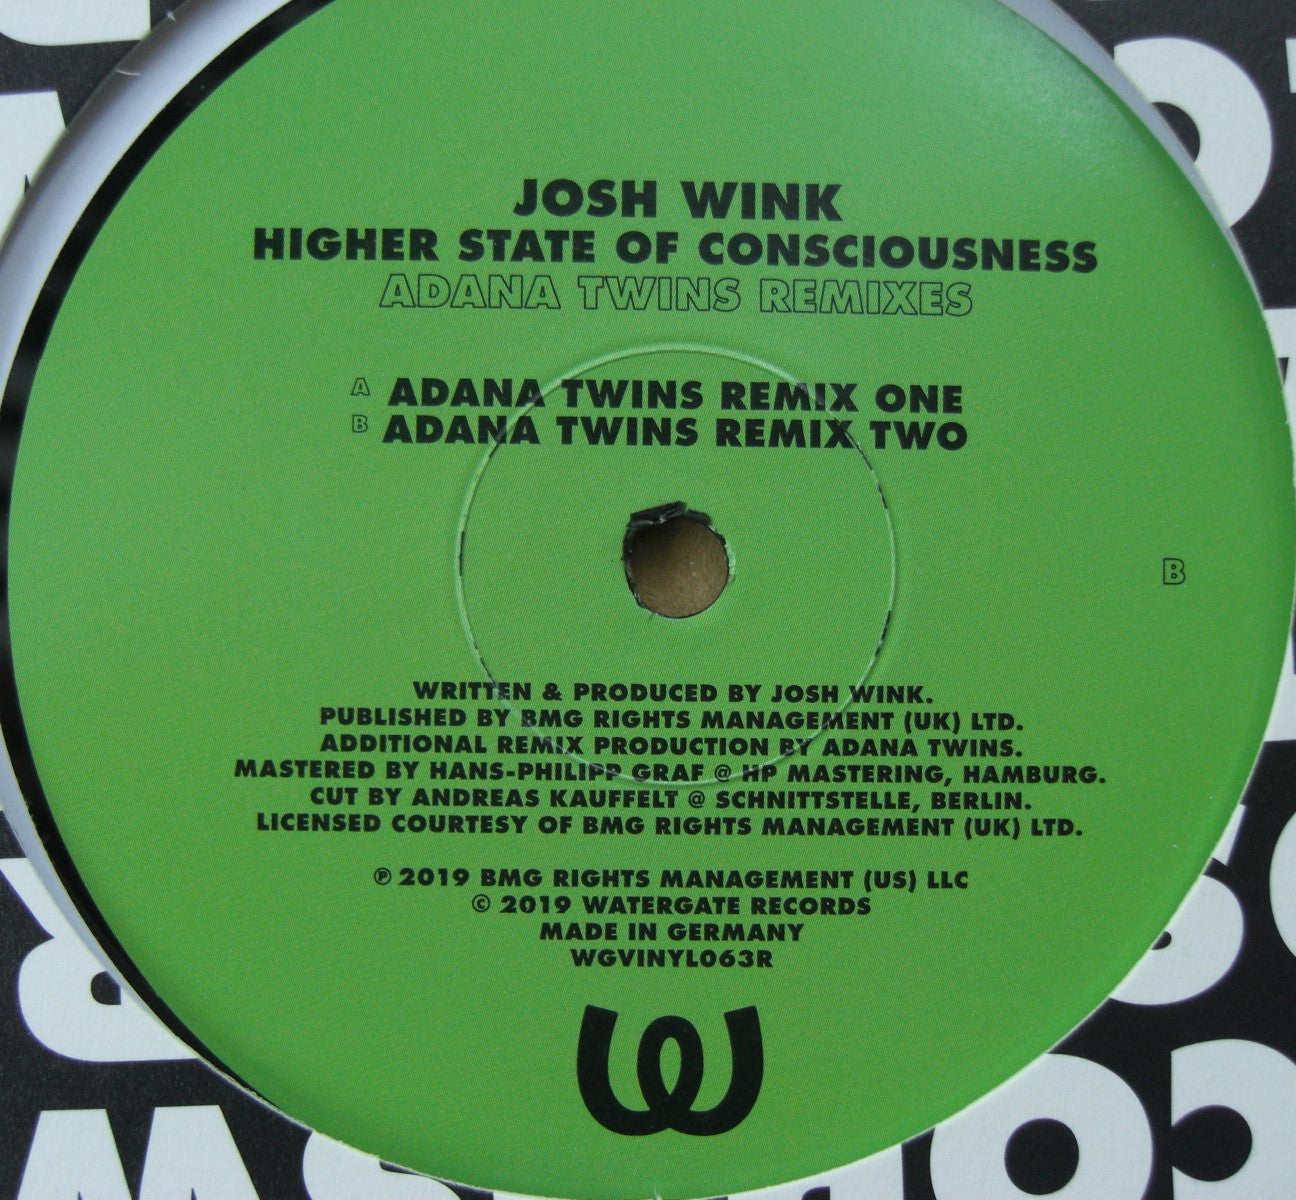 JOSH WINK
HIGHER STATE OF CONSCIOUSNESS
ADANA TWINS REMIXES
A ADANA TWINS REMIX ONE
B ADANA TWINS REMIX TWO
B
WRITTEN & PRODUCED BY JOSH WINK.
PUBLISHED BY BMG RIGHTS MANAGEMENT (UK) LTD.
ADDITIONAL REMIX PRODUCTION BY ADANA TWINS.
MASTERED BY HANS-PHILIPP GRAF @ HP MASTERING, HAMBURG.
CUT BY ANDREAS KAUFFELT @ SCHNITTSTELLE, BERLIN.
LICENSED COURTESY OF BMG RIGHTS MANAGEMENT (UK) LTD.
℗ 2019 BMG RIGHTS MANAGEMENT (US) LLC
© 2019 WATERGATE RECORDS
MADE IN GERMANY
WGVINYL063R